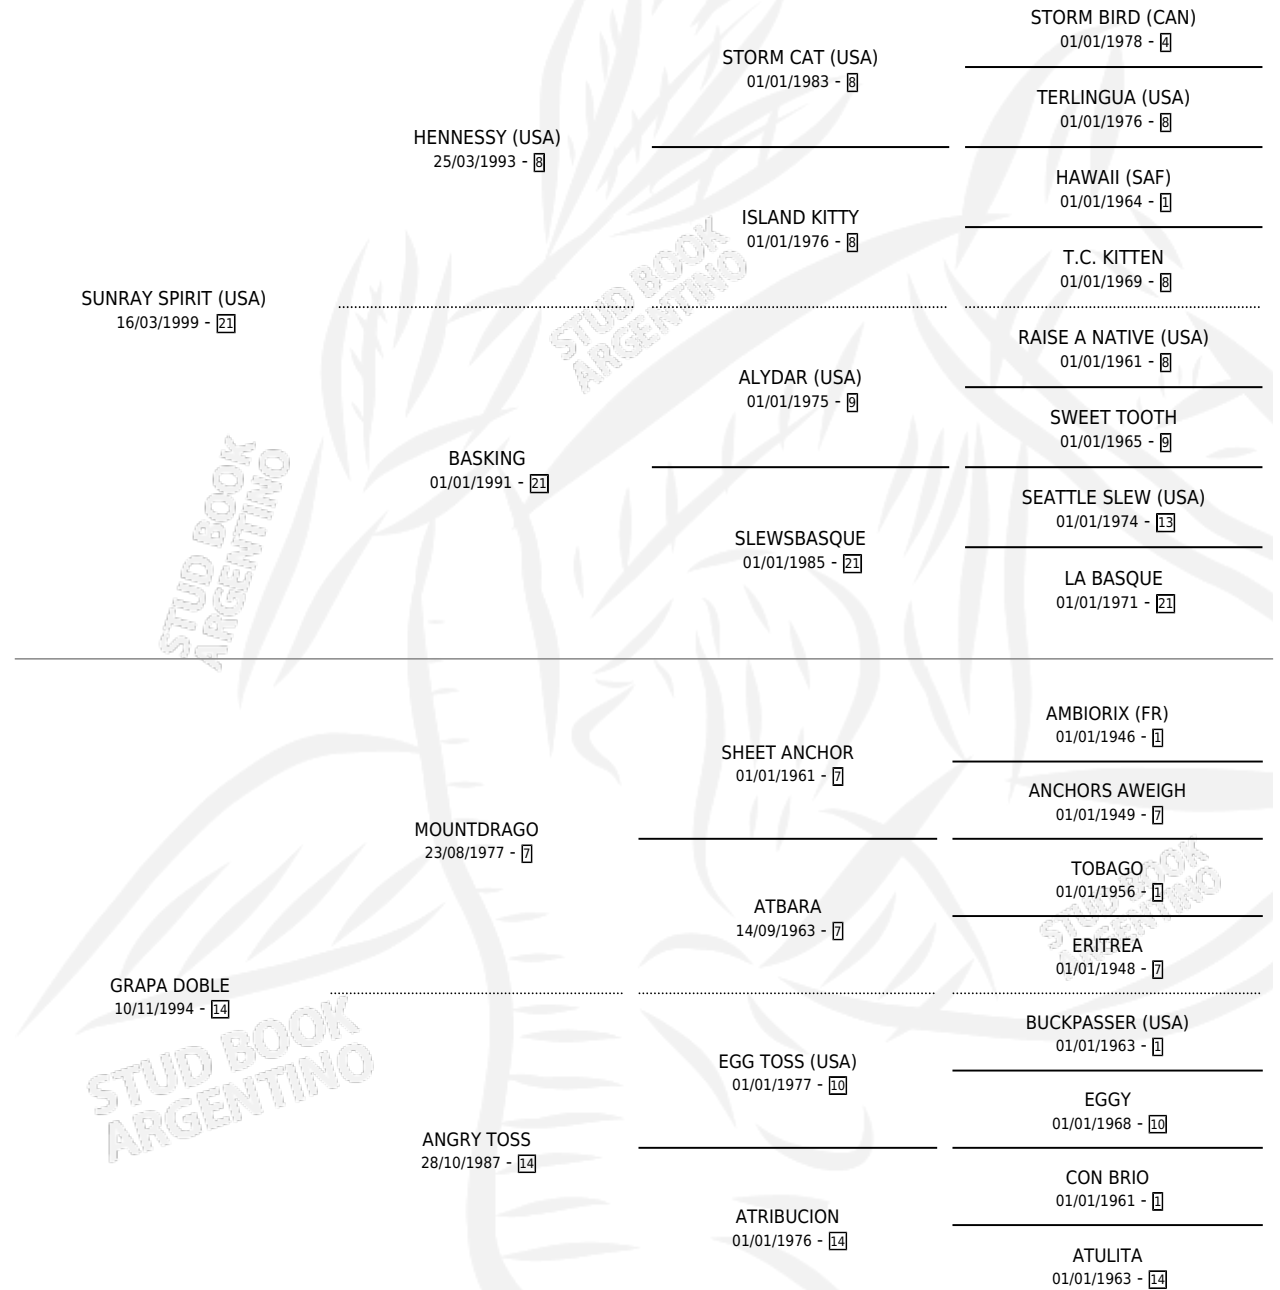 STORM BIRD (CAN)
01/01/1978 - 4
STORM CAT (USA)
01/01/1983 - 8
TERLINGUA (USA)
01/01/1976 - 8
HENNESSY (USA)
25/03/1993 - 8
HAWAII (SAF)
01/01/1964 - 1
ISLAND KITTY
01/01/1976 - 8
T.C. KITTEN
01/01/1969 - 8
SUNRAY SPIRIT (USA)
16/03/1999 - 21
STUD BOOK
ARGENTINO
RAISE A NATIVE (USA)
01/01/1961 - 8
ALYDAR (USA)
01/01/1975 - 9
SWEET TOOTH
01/01/1965 - 9
BASKING
01/01/1991 - 21
SEATTLE SLEW (USA)
01/01/1974 - 13
SLEWSBASQUE
01/01/1985 - 21
LA BASQUE
01/01/1971 - 21
STUD BOOK
ARGENTINO
AMBIORIX (FR)
01/01/1946 - 1
SHEET ANCHOR
01/01/1961 - 7
ANCHORS AWEIGH
01/01/1949 - 7
MOUNTDRAGO
23/08/1977 - 7
TOBAGO
01/01/1956 - 1
ATBARA
14/09/1963 - 7
STUD BOOK
ARGENTINO
ERITREA
01/01/1948 - 7
GRAPA DOBLE
10/11/1994 - 14
BUCKPASSER (USA)
01/01/1963 - 1
EGG TOSS (USA)
01/01/1977 - 10
EGGY
01/01/1968 - 10
STUD BOOK
ARGENTINO
ANGRY TOSS
28/10/1987 - 14
CON BRIO
01/01/1961 - 1
ATRIBUCION
01/01/1976 - 14
ATULITA
01/01/1963 - 14